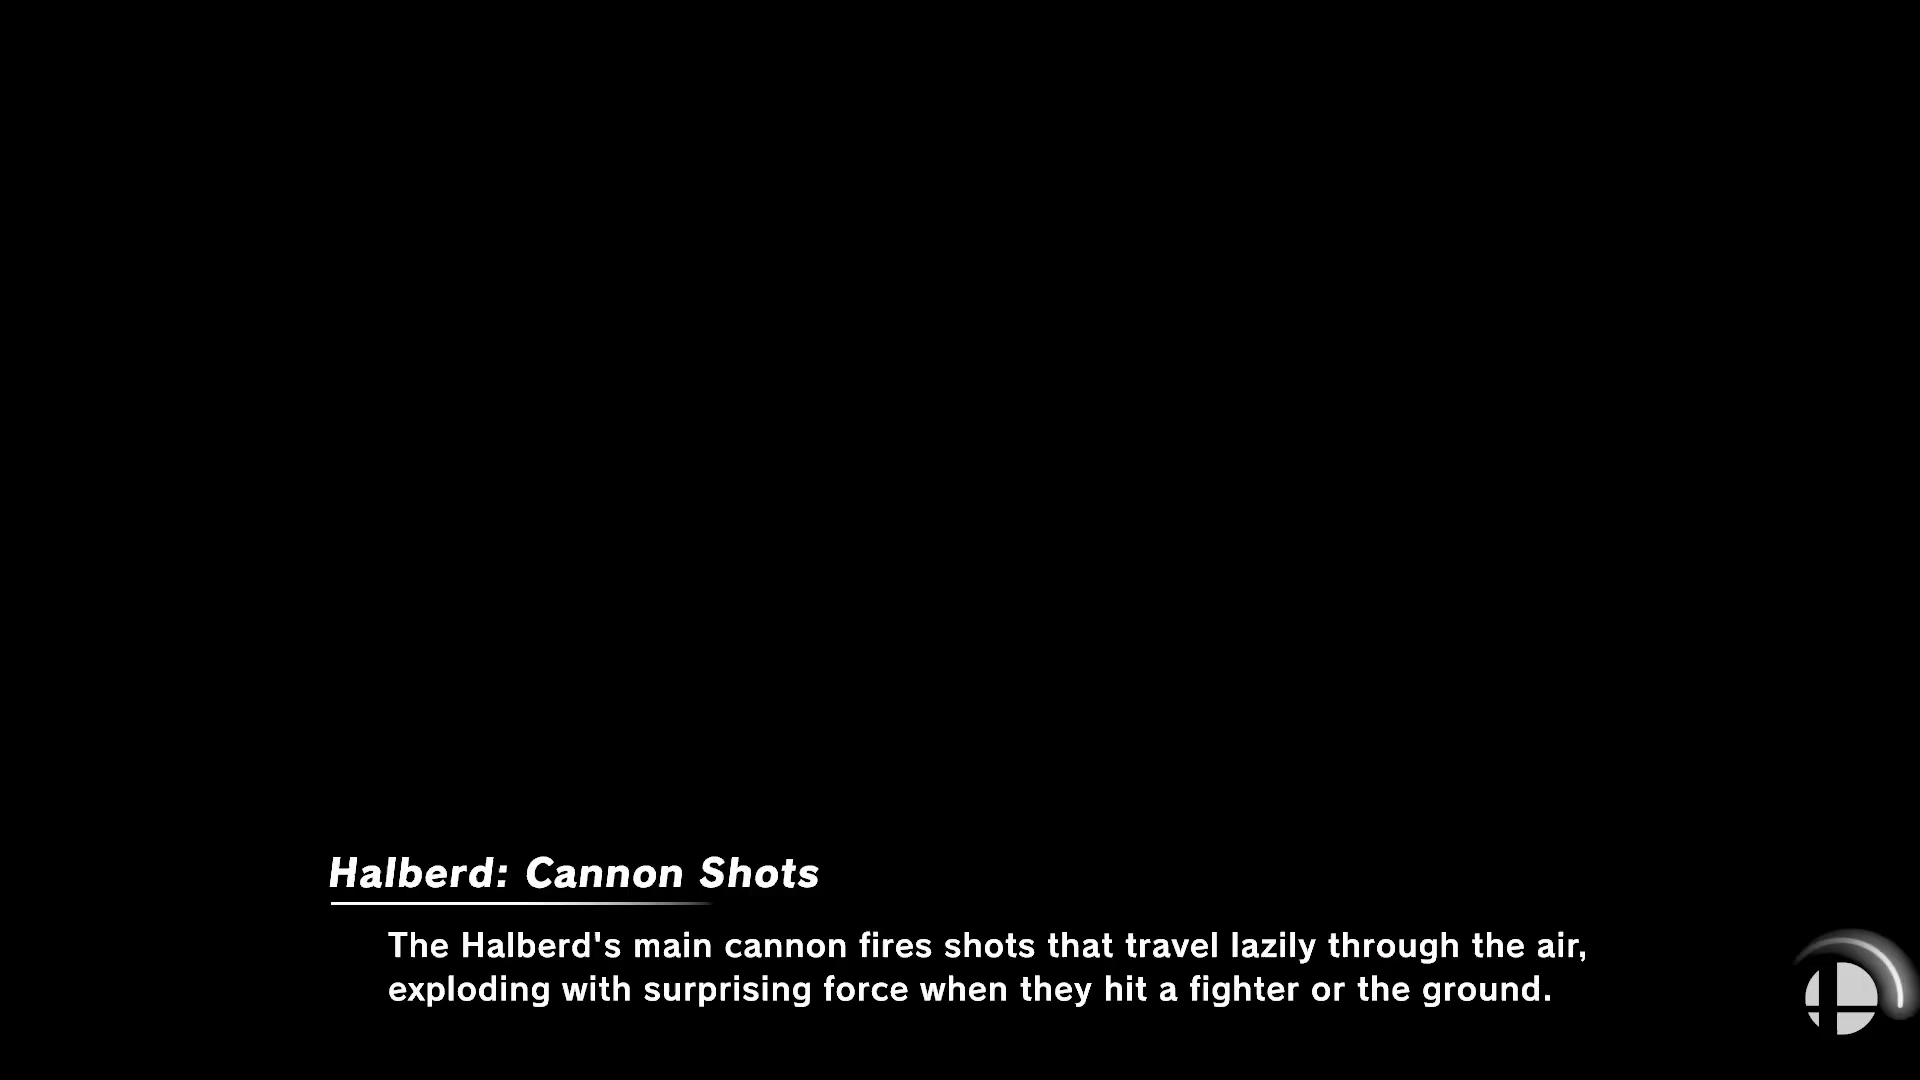 Halberd: Cannon Shots
The Halberd's main cannon fires shots that travel lazily through the air,
exploding with surprising force when they hit a fighter or the ground.